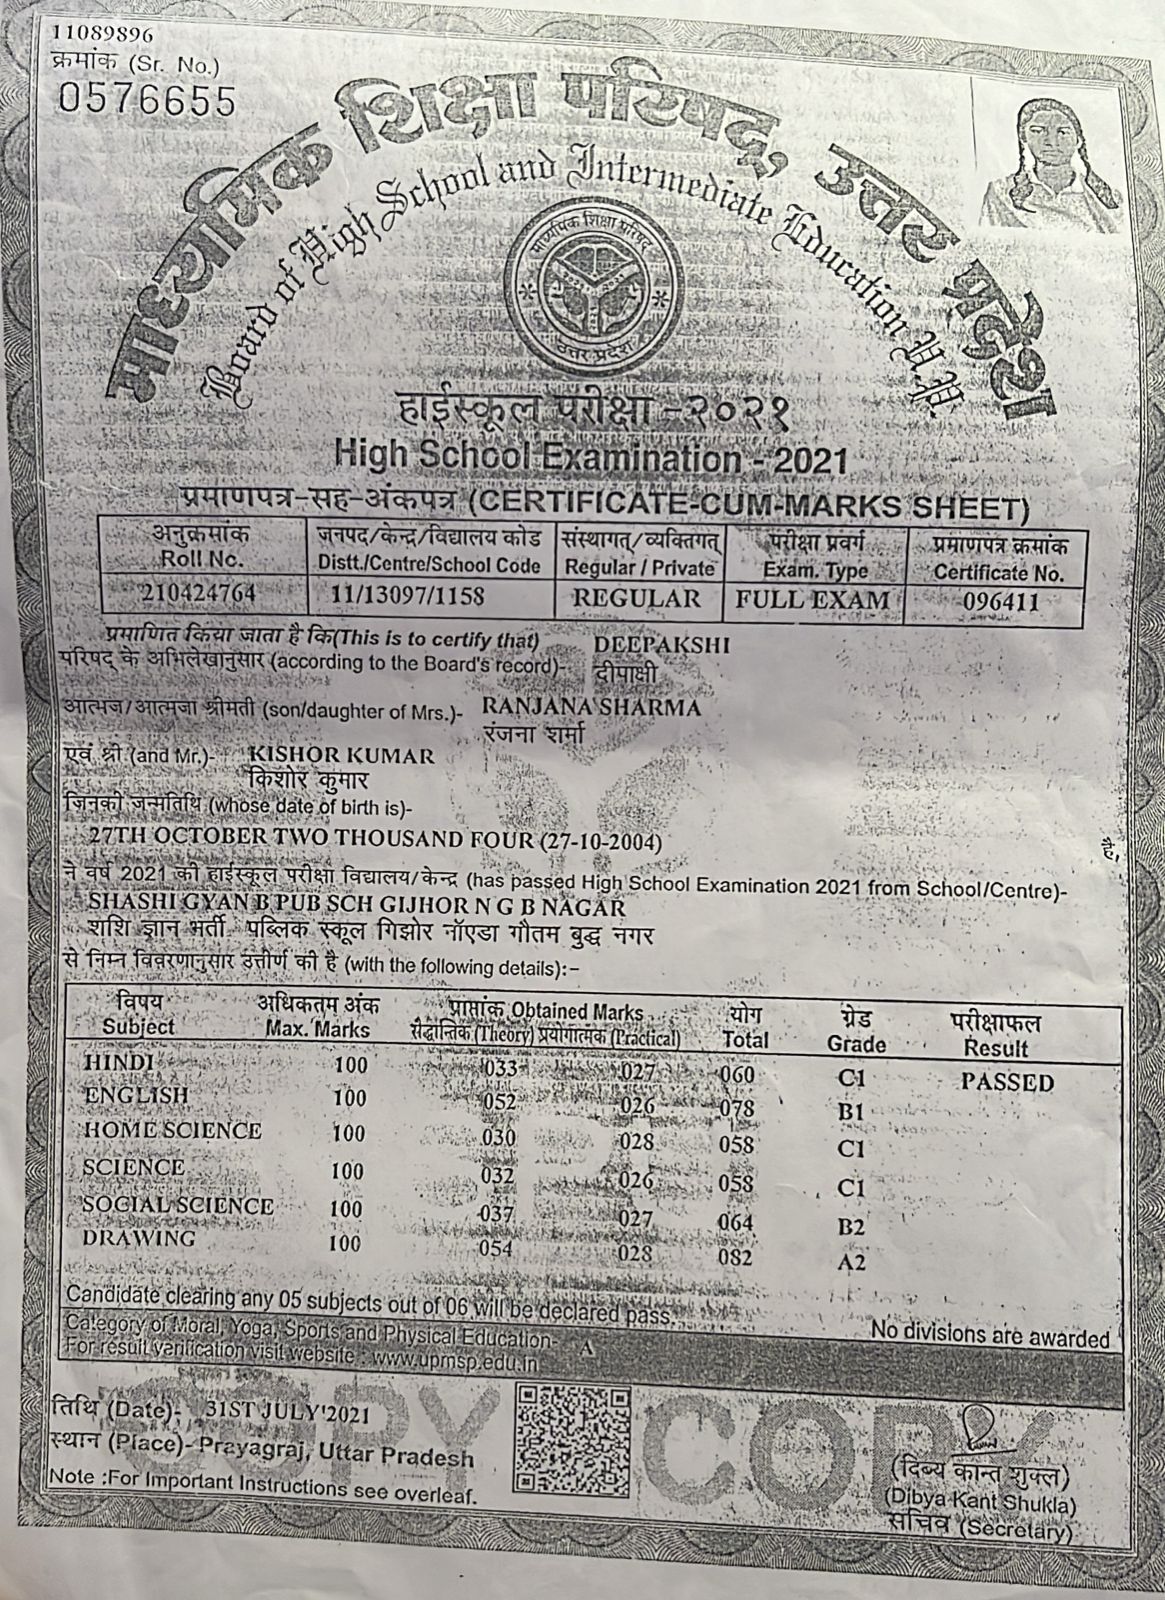 11089896
क्रमांक (Sr. No.)
0576655
माध्यमिक शिक्षा परिषद्, उत्तर प्रदेश
Board of High School and Intermediate Education U.P.
माध्यमिक शिक्षा परिषद्
उत्तर प्रदेश
हाईस्कूल परीक्षा -२०२१
High School Examination - 2021
प्रमाणपत्र-सह-अंकपत्र (CERTIFICATE-CUM-MARKS SHEET)
अनुक्रमांक जनपद/केन्द्र/विद्यालय कोड संस्थागत्/व्यक्तिगत् परीक्षा प्रवर्ग प्रमाणपत्र क्रमांक
Roll No. Distt./Centre/School Code Regular / Private Exam. Type Certificate No.
210424764 11/13097/1158 REGULAR FULL EXAM 096411
प्रमाणित किया जाता है कि(This is to certify that) DEEPAKSHI
परिषद् के अभिलेखानुसार (according to the Board's record)- दीपाक्षी
आत्मज/आत्मजा श्रीमती (son/daughter of Mrs.)- RANJANA SHARMA
रंजना शर्मा
एवं श्री (and Mr.)- KISHOR KUMAR
किशोर कुमार
जिनकी जन्मतिथि (whose date of birth is)-
27TH OCTOBER TWO THOUSAND FOUR (27-10-2004) है,
ने वर्ष 2021 की हाईस्कूल परीक्षा विद्यालय/केन्द्र (has passed High School Examination 2021 from School/Centre)-
SHASHI GYAN B PUB SCH GIJHOR N G B NAGAR
शशि ज्ञान भर्ती पब्लिक स्कूल गिझोर नॉएडा गौतम बुद्ध नगर
से निम्न विवरणानुसार उत्तीर्ण की है (with the following details):-
विषय अधिकतम अंक प्राप्तांक Obtained Marks योग ग्रेड परीक्षाफल
Subject Max. Marks सैद्धान्तिक (Theory) प्रयोगात्मक (Practical) Total Grade Result
HINDI 100 033 027 060 C1 PASSED
ENGLISH 100 052 026 078 B1
HOME SCIENCE 100 030 028 058 C1
SCIENCE 100 032 026 058 C1
SOCIAL SCIENCE 100 037 027 064 B2
DRAWING 100 054 028 082 A2
Candidate clearing any 05 subjects out of 06 will be declared pass. No divisions are awarded
Category of Moral, Yoga, Sports and Physical Education- A
For result varification visit website : www.upmsp.edu.in
COPY COPY
तिथि (Date)- 31ST JULY'2021
स्थान (Place)- Prayagraj, Uttar Pradesh
Note :For Important Instructions see overleaf.
(दिब्य कान्त शुक्ल)
(Dibya Kant Shukla)
सचिव (Secretary)